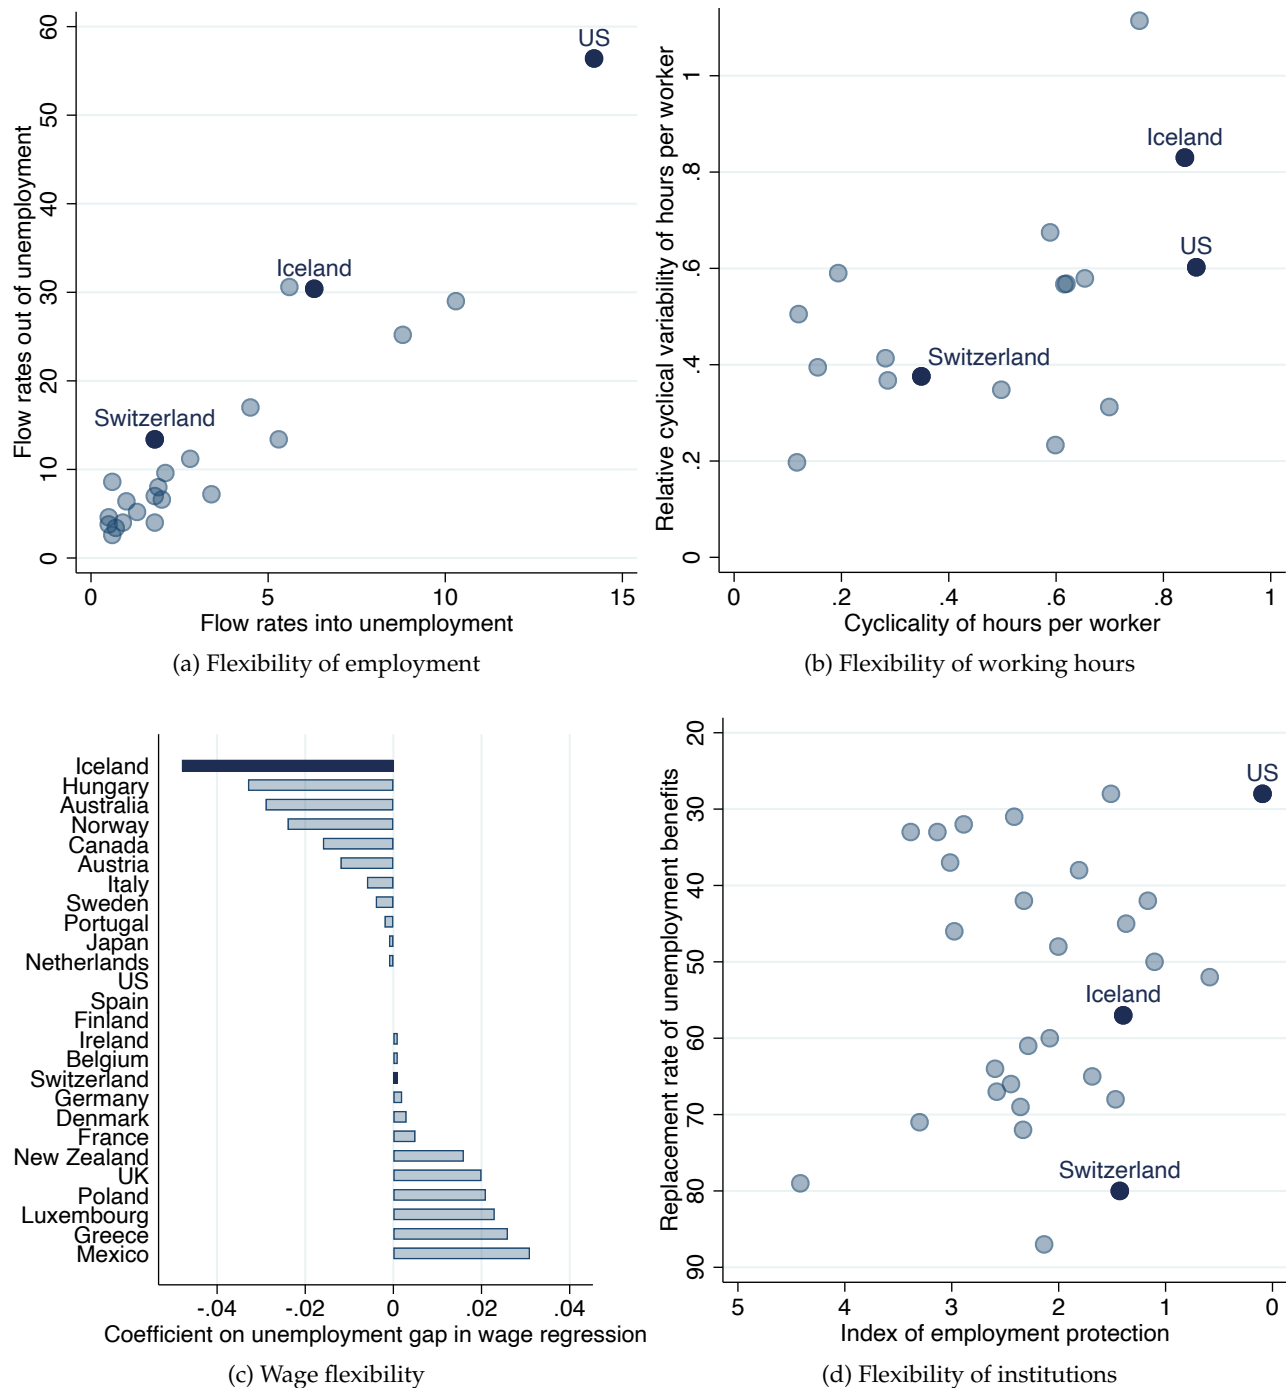 60
50
40
30
20
10
0
Flow rates out of unemployment
US
Iceland
Switzerland
0 5 10 15
Flow rates into unemployment
(a) Flexibility of employment
1
.8
.6
.4
.2
0
Relative cyclical variability of hours per worker
Iceland
US
Switzerland
0 .2 .4 .6 .8 1
Cyclicality of hours per worker
(b) Flexibility of working hours
Iceland
Hungary
Australia
Norway
Canada
Austria
Italy
Sweden
Portugal
Japan
Netherlands
US
Spain
Finland
Ireland
Belgium
Switzerland
Germany
Denmark
France
New Zealand
UK
Poland
Luxembourg
Greece
Mexico
-.04 -.02 0 .02 .04
Coefficient on unemployment gap in wage regression
(c) Wage flexibility
20
30
40
50
60
70
80
90
Replacement rate of unemployment benefits
US
Iceland
Switzerland
5 4 3 2 1 0
Index of employment protection
(d) Flexibility of institutions